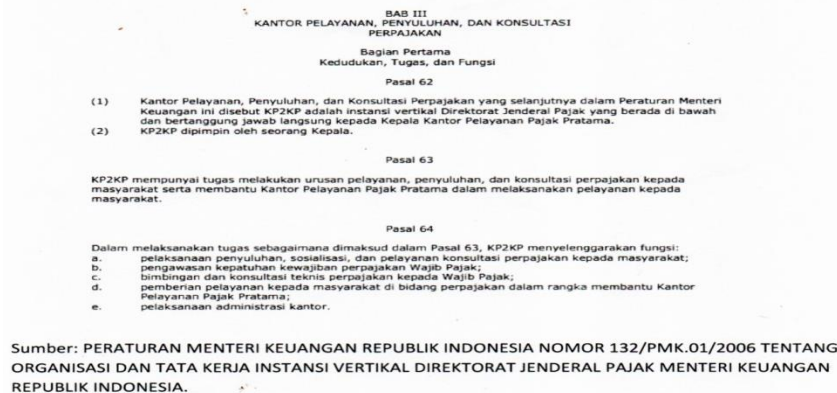 BAB III
KANTOR PELAYANAN, PENYULUHAN, DAN KONSULTASI
PERPAJAKAN
Bagian Pertama
Kedudukan, Tugas, dan Fungsi
Pasal 62
(1) Kantor Pelayanan, Penyuluhan, dan Konsultasi Perpajakan yang selanjutnya dalam Peraturan Menteri
Keuangan ini disebut KP2KP adalah instansi vertikal Direktorat Jenderal Pajak yang berada di bawah
dan bertanggung jawab langsung kepada Kepala Kantor Pelayanan Pajak Pratama.
(2) KP2KP dipimpin oleh seorang Kepala.
Pasal 63
KP2KP mempunyai tugas melakukan urusan pelayanan, penyuluhan, dan konsultasi perpajakan kepada
masyarakat serta membantu Kantor Pelayanan Pajak Pratama dalam melaksanakan pelayanan kepada
masyarakat.
Pasal 64
Dalam melaksanakan tugas sebagaimana dimaksud dalam Pasal 63, KP2KP menyelenggarakan fungsi:
a. pelaksanaan penyuluhan, sosialisasi, dan pelayanan konsultasi perpajakan kepada masyarakat;
b. pengawasan kepatuhan kewajiban perpajakan Wajib Pajak;
c. bimbingan dan konsultasi teknis perpajakan kepada Wajib Pajak;
d. pemberian pelayanan kepada masyarakat di bidang perpajakan dalam rangka membantu Kantor
Pelayanan Pajak Pratama;
e. pelaksanaan administrasi kantor.
Sumber: PERATURAN MENTERI KEUANGAN REPUBLIK INDONESIA NOMOR 132/PMK.01/2006 TENTANG
ORGANISASI DAN TATA KERJA INSTANSI VERTIKAL DIREKTORAT JENDERAL PAJAK MENTERI KEUANGAN
REPUBLIK INDONESIA.